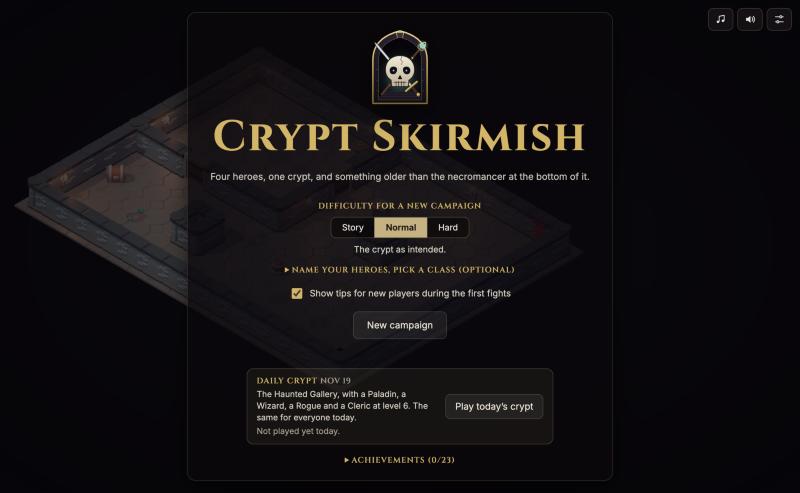 Crypt Skirmish
Four heroes, one crypt, and something older than the necromancer at the bottom of it.
Difficulty for a new campaign
Story Normal Hard
The crypt as intended.
Name your heroes, pick a class (optional)
Show tips for new players during the first fights
New campaign
Daily Crypt Nov 19
The Haunted Gallery, with a Paladin, a
Wizard, a Rogue and a Cleric at level 6. The
same for everyone today.
Not played yet today.
Play today’s crypt
Achievements (0/23)